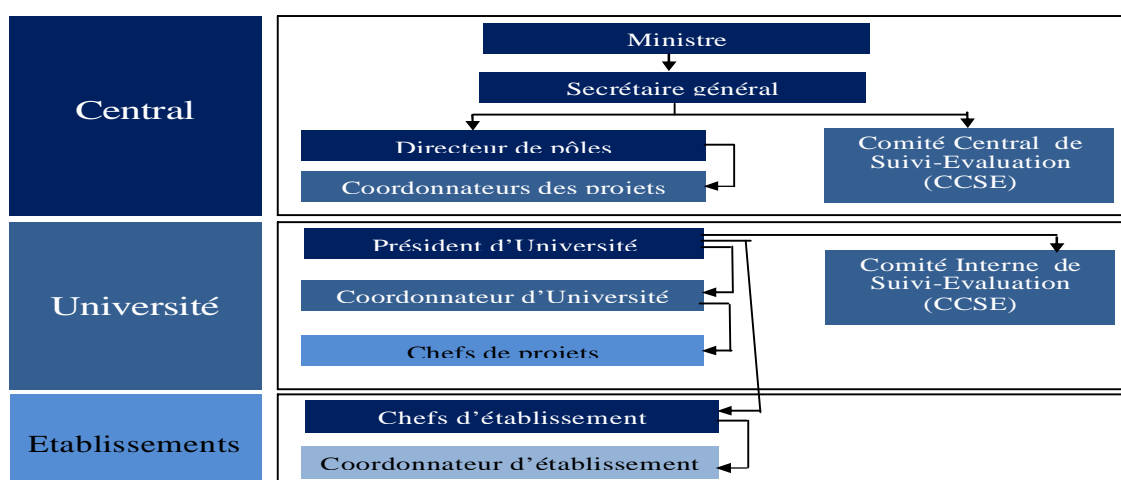 Central
Ministre
Secrétaire général
Directeur de pôles
Coordonnateurs des projets
Comité Central de
Suivi-Evaluation
(CCSE)
Université
Président d'Université
Coordonnateur d'Université
Chefs de projets
Comité Interne de
Suivi-Evaluation
(CCSE)
Etablissements
Chefs d'établissement
Coordonnateur d'établissement